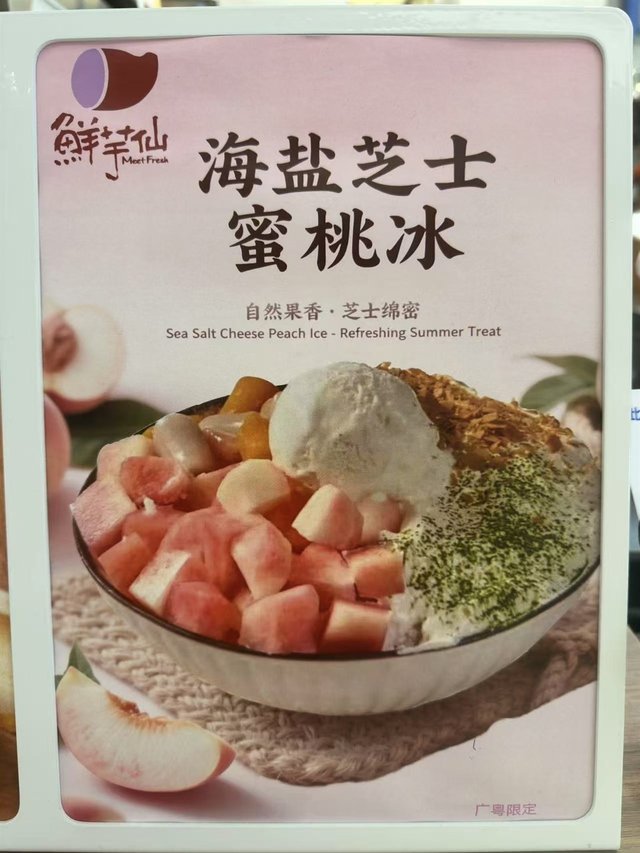 鮮芋仙
Meet Fresh
海盐芝士
蜜桃冰
自然果香·芝士绵密
Sea Salt Cheese Peach Ice - Refreshing Summer Treat
广粤限定
比